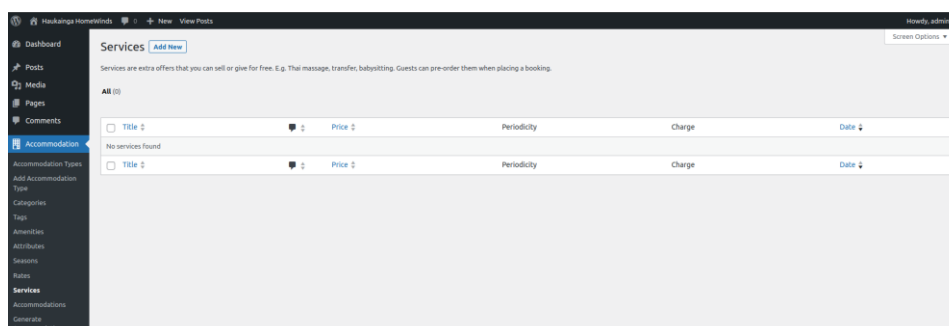 Haukainga HomeWinds 0 + New View Posts Howdy, admin
Screen Options ▼
Dashboard
Posts
Media
Pages
Comments
Accommodation
Accommodation Types
Add Accommodation
Type
Categories
Tags
Amenities
Attributes
Seasons
Rates
Services
Accommodations
Generate
Services Add New
Services are extra offers that you can sell or give for free. E.g. Thai massage, transfer, babysitting. Guests can pre-order them when placing a booking.
All (0)
Title Price Periodicity Charge Date
No services found
Title Price Periodicity Charge Date